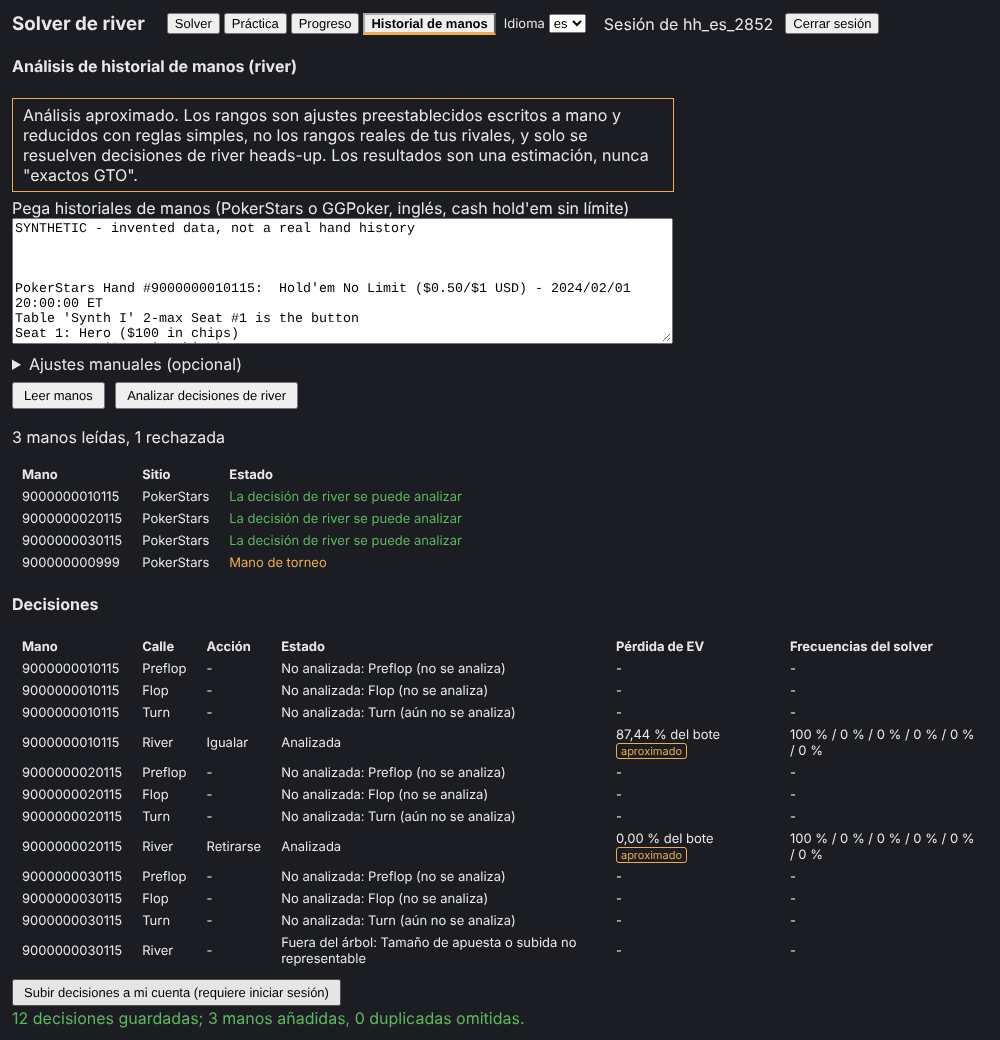 Solver de river Solver Práctica Progreso Historial de manos Idioma es Sesión de hh_es_2852 Cerrar sesión
Análisis de historial de manos (river)
Análisis aproximado. Los rangos son ajustes preestablecidos escritos a mano y
reducidos con reglas simples, no los rangos reales de tus rivales, y solo se
resuelven decisiones de river heads-up. Los resultados son una estimación, nunca
"exactos GTO".
Pega historiales de manos (PokerStars o GGPoker, inglés, cash hold'em sin límite)
SYNTHETIC - invented data, not a real hand history
PokerStars Hand #9000000010115:  Hold'em No Limit ($0.50/$1 USD) - 2024/02/01
20:00:00 ET
Table 'Synth I' 2-max Seat #1 is the button
Seat 1: Hero ($100 in chips)
Ajustes manuales (opcional)
Leer manos Analizar decisiones de river
3 manos leídas, 1 rechazada
Mano Sitio Estado
9000000010115 PokerStars La decisión de river se puede analizar
9000000020115 PokerStars La decisión de river se puede analizar
9000000030115 PokerStars La decisión de river se puede analizar
900000000999 PokerStars Mano de torneo
Decisiones
Mano Calle Acción Estado Pérdida de EV Frecuencias del solver
9000000010115 Preflop - No analizada: Preflop (no se analiza) - -
9000000010115 Flop - No analizada: Flop (no se analiza) - -
9000000010115 Turn - No analizada: Turn (aún no se analiza) - -
9000000010115 River Igualar Analizada 87,44 % del bote 100 % / 0 % / 0 % / 0 % / 0 %
aproximado / 0 %
9000000020115 Preflop - No analizada: Preflop (no se analiza) - -
9000000020115 Flop - No analizada: Flop (no se analiza) - -
9000000020115 Turn - No analizada: Turn (aún no se analiza) - -
9000000020115 River Retirarse Analizada 0,00 % del bote 100 % / 0 % / 0 % / 0 % / 0 %
aproximado / 0 %
9000000030115 Preflop - No analizada: Preflop (no se analiza) - -
9000000030115 Flop - No analizada: Flop (no se analiza) - -
9000000030115 Turn - No analizada: Turn (aún no se analiza) - -
9000000030115 River - Fuera del árbol: Tamaño de apuesta o subida no - -
representable
Subir decisiones a mi cuenta (requiere iniciar sesión)
12 decisiones guardadas; 3 manos añadidas, 0 duplicadas omitidas.